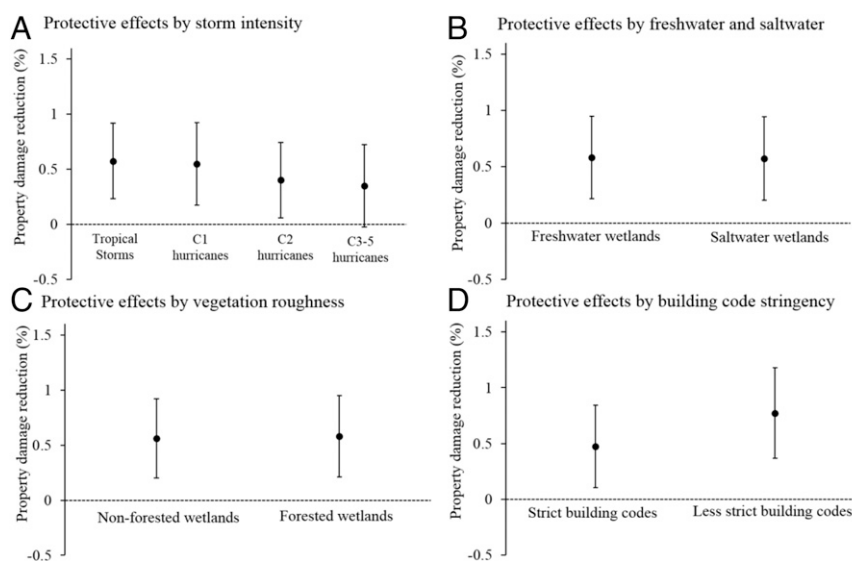 A Protective effects by storm intensity
Property damage reduction (%)
1.5
1
0.5
0
-0.5
Tropical
Storms
C1
hurricanes
C2
hurricanes
C3-5
hurricanes
B Protective effects by freshwater and saltwater
Property damage reduction (%)
1.5
1
0.5
0
-0.5
Freshwater wetlands
Saltwater wetlands
C Protective effects by vegetation roughness
Property damage reduction (%)
1.5
1
0.5
0
-0.5
Non-forested wetlands
Forested wetlands
D Protective effects by building code stringency
Property damage reduction (%)
1.5
1
0.5
0
-0.5
Strict building codes
Less strict building codes